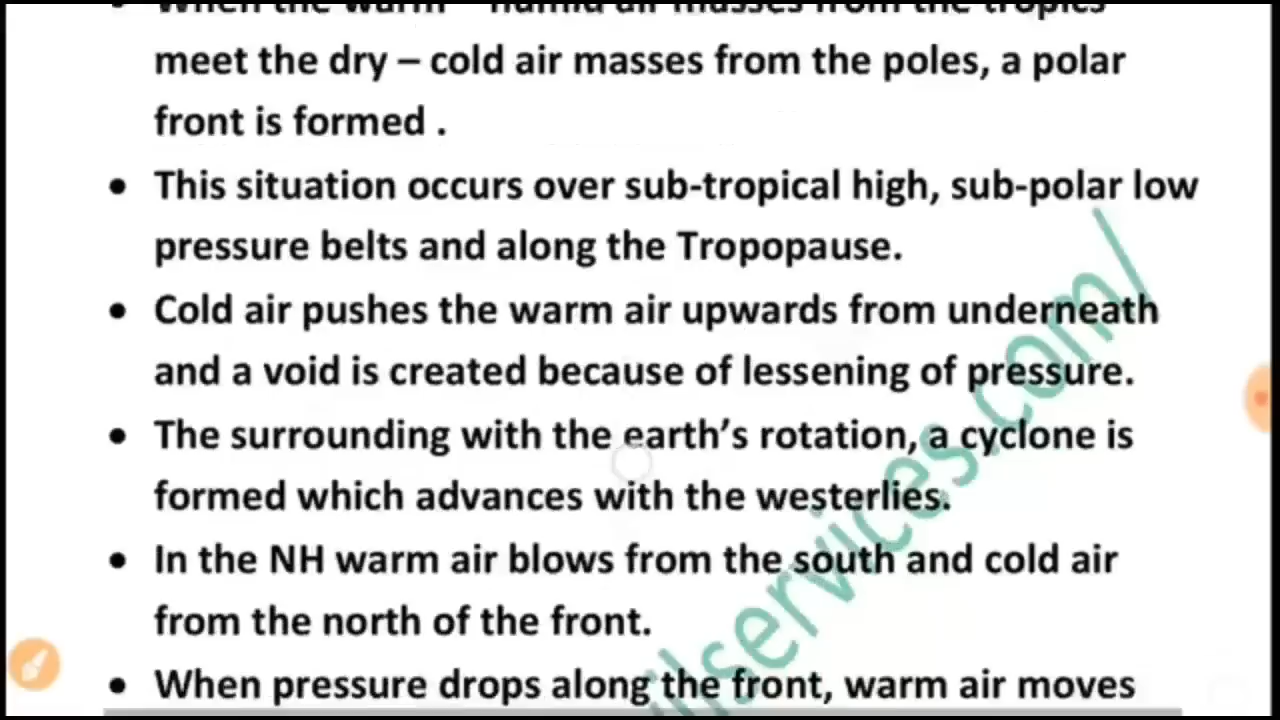 When the warm – humid air masses from the tropics
meet the dry – cold air masses from the poles, a polar
front is formed .
• This situation occurs over sub-tropical high, sub-polar low
pressure belts and along the Tropopause.
• Cold air pushes the warm air upwards from underneath
and a void is created because of lessening of pressure.
• The surrounding with the earth's rotation, a cyclone is
formed which advances with the westerlies.
• In the NH warm air blows from the south and cold air
from the north of the front.
• When pressure drops along the front, warm air moves
ilservices.com/